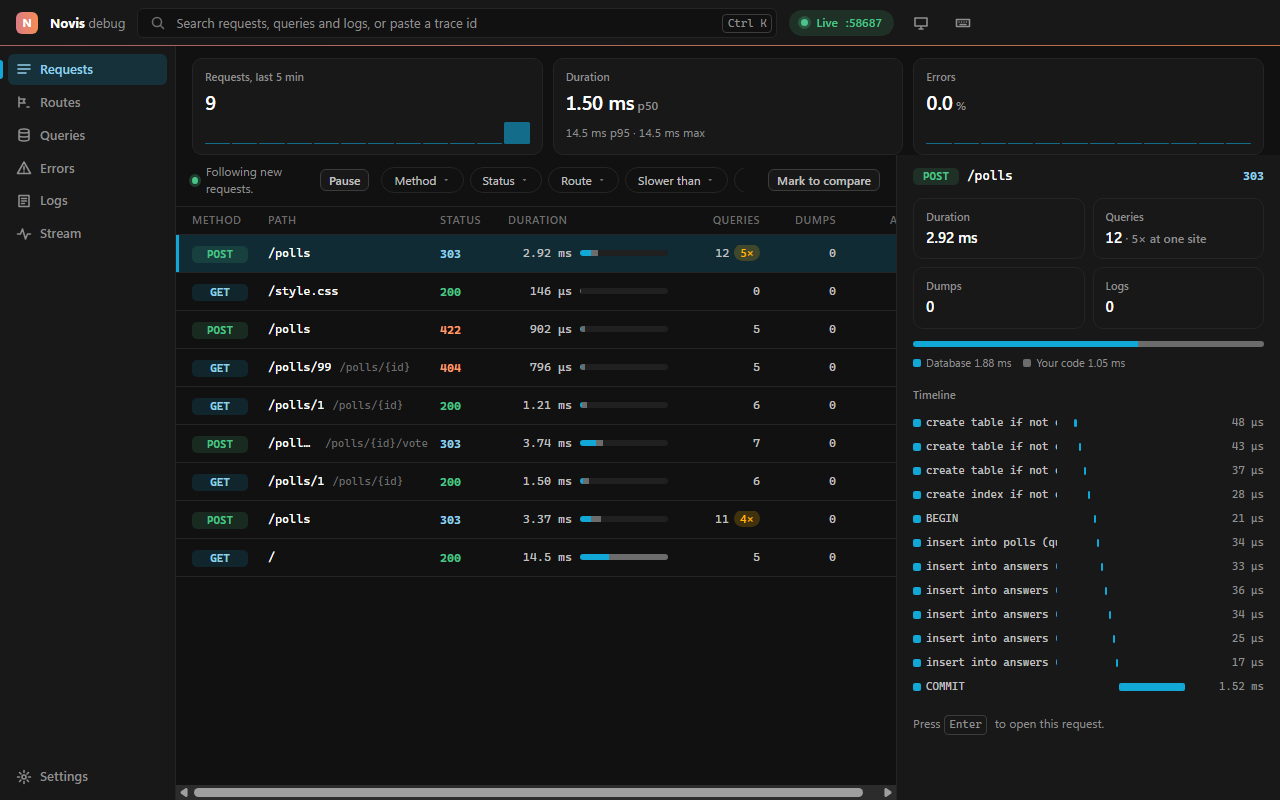 N Novis debug Search requests, queries and logs, or paste a trace id Ctrl K Live :58687
Requests
Routes
Queries
Errors
Logs
Stream
Settings
Requests, last 5 min
9
Duration
1.50 ms p50
14.5 ms p95 · 14.5 ms max
Errors
0.0 %
Following new requests.
Pause
Method
Status
Route
Slower than
Mark to compare
METHOD PATH STATUS DURATION QUERIES DUMPS A
POST /polls 303 2.92 ms 12 5× 0
GET /style.css 200 146 µs 0 0
POST /polls 422 902 µs 5 0
GET /polls/99 /polls/{id} 404 796 µs 5 0
GET /polls/1 /polls/{id} 200 1.21 ms 6 0
POST /poll… /polls/{id}/vote 303 3.74 ms 7 0
GET /polls/1 /polls/{id} 200 1.50 ms 6 0
POST /polls 303 3.37 ms 11 4× 0
GET / 200 14.5 ms 5 0
POST /polls 303
Duration
2.92 ms
Queries
12 · 5× at one site
Dumps
0
Logs
0
Database 1.88 ms Your code 1.05 ms
Timeline
create table if not 48 µs
create table if not 43 µs
create table if not 37 µs
create index if not 28 µs
BEGIN 21 µs
insert into polls (qu 34 µs
insert into answers 33 µs
insert into answers 36 µs
insert into answers 34 µs
insert into answers 25 µs
insert into answers 17 µs
COMMIT 1.52 ms
Press Enter to open this request.